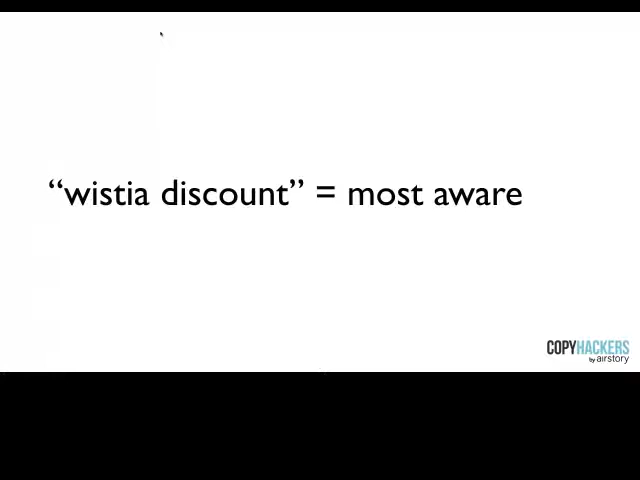 “wistia discount” = most aware
COPYHACKERS
by airstory